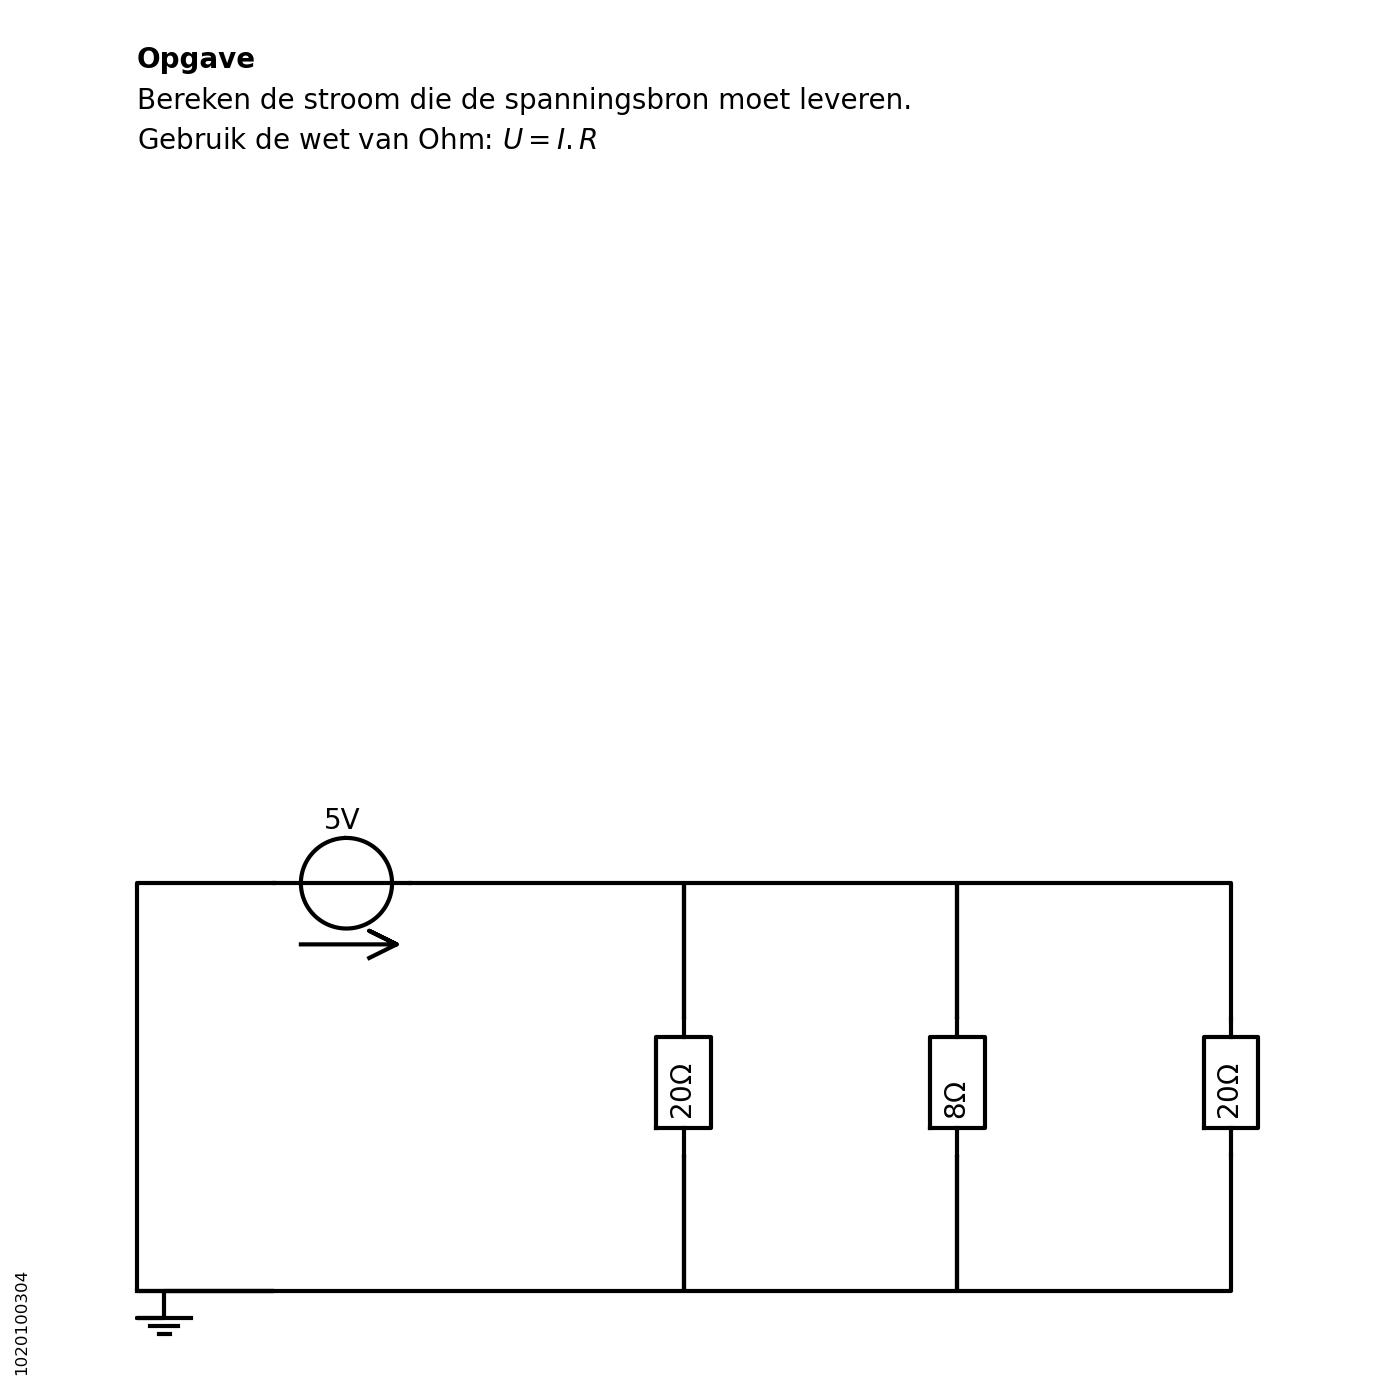 Opgave
Bereken de stroom die de spanningsbron moet leveren.
Gebruik de wet van Ohm: U = I. R
5V
20Ω
8Ω
20Ω
1020100304